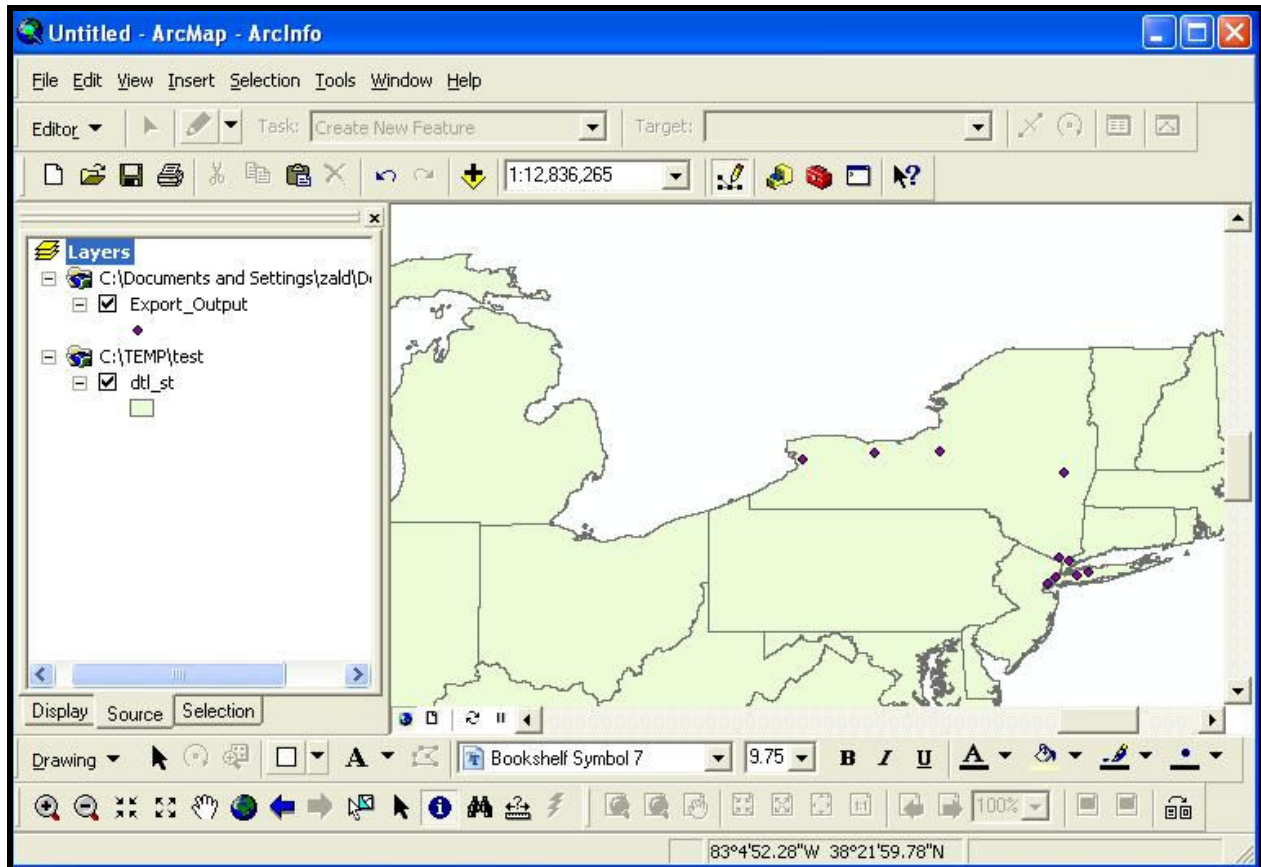 Untitled - ArcMap - ArcInfo
File Edit View Insert Selection Tools Window Help
Editor Task: Create New Feature Target:
1:12,836,265
Layers
C:\Documents and Settings\zald\D
Export_Output
C:\TEMP\test
dtl_st
Display Source Selection
Drawing A Bookshelf Symbol 7 9.75 B I U A
1:1 100%
83°4'52.28"W 38°21'59.78"N